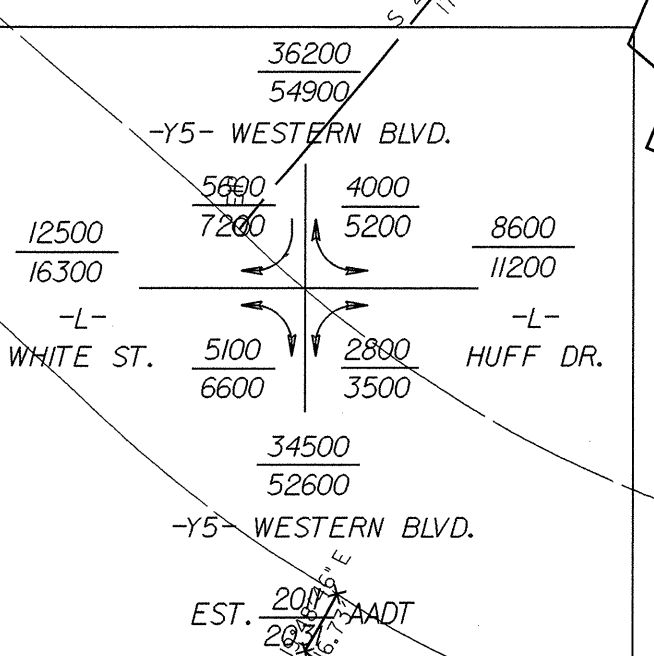 36200
54900
-Y5- WESTERN BLVD.
5600
7200
4000
5200
12500
16300
8600
11200
-L-
WHITE ST.
-L-
HUFF DR.
5100
6600
2800
3500
34500
52600
-Y5- WESTERN BLVD.
EST. AADT